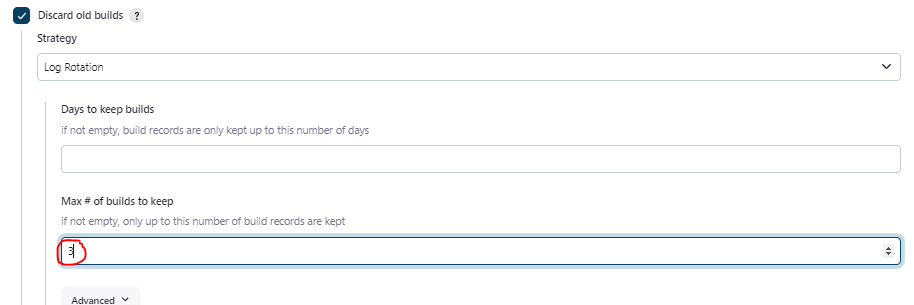 Discard old builds ?
Strategy
Log Rotation
Days to keep builds
if not empty, build records are only kept up to this number of days
Max # of builds to keep
if not empty, only up to this number of build records are kept
3
Advanced